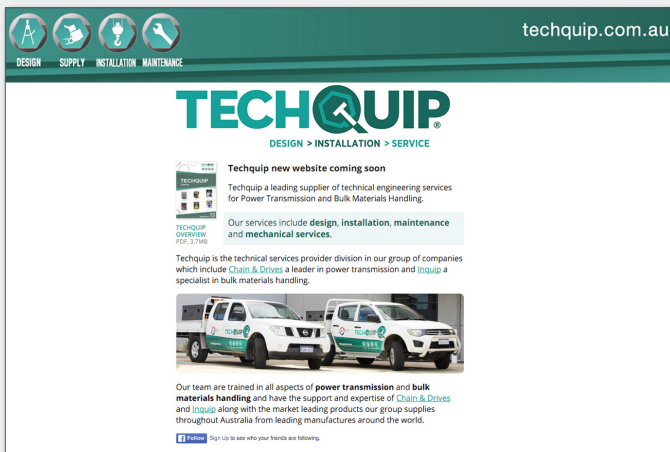 techquip.com.au
DESIGN SUPPLY INSTALLATION MAINTENANCE
TECHQUIP®
DESIGN > INSTALLATION > SERVICE
Techquip new website coming soon
TECHQUIP
Techquip a leading supplier of technical engineering services
for Power Transmission and Bulk Materials Handling.
Our services include design, installation, maintenance
and mechanical services.
TECHQUIP
OVERVIEW
PDF, 3.7MB
Techquip is the technical services provider division in our group of companies
which include Chain & Drives a leader in power transmission and Inquip a
specialist in bulk materials handling.
TECHQUIP
TECHQUIP
Our team are trained in all aspects of power transmission and bulk
materials handling and have the support and expertise of Chain & Drives
and Inquip along with the market leading products our group supplies
throughout Australia from leading manufactures around the world.
f Follow Sign Up to see who your friends are following.